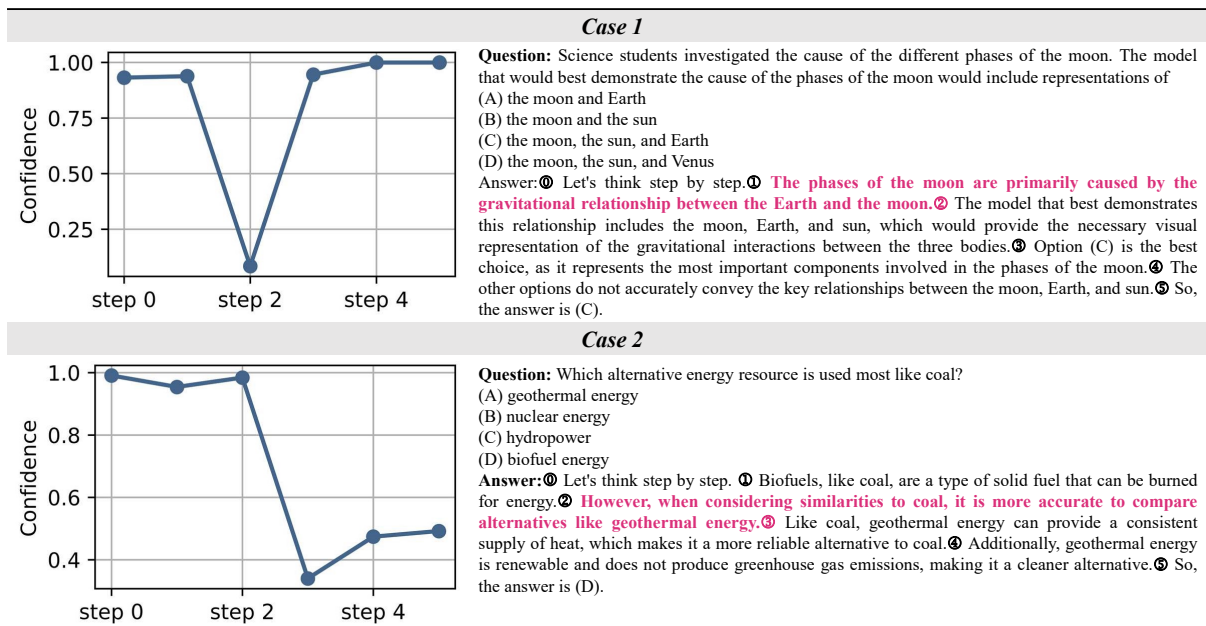 Case 1
1.00
0.75
0.50
0.25
Confidence
step 0
step 2
step 4
Question: Science students investigated the cause of the different phases of the moon. The model
that would best demonstrate the cause of the phases of the moon would include representations of
(A) the moon and Earth
(B) the moon and the sun
(C) the moon, the sun, and Earth
(D) the moon, the sun, and Venus
Answer:⓪ Let's think step by step.① The phases of the moon are primarily caused by the
gravitational relationship between the Earth and the moon.② The model that best demonstrates
this relationship includes the moon, Earth, and sun, which would provide the necessary visual
representation of the gravitational interactions between the three bodies.③ Option (C) is the best
choice, as it represents the most important components involved in the phases of the moon.④ The
other options do not accurately convey the key relationships between the moon, Earth, and sun.⑤ So,
the answer is (C).
Case 2
1.0
0.8
0.6
0.4
Confidence
step 0
step 2
step 4
Question: Which alternative energy resource is used most like coal?
(A) geothermal energy
(B) nuclear energy
(C) hydropower
(D) biofuel energy
Answer:⓪ Let's think step by step. ① Biofuels, like coal, are a type of solid fuel that can be burned
for energy.② However, when considering similarities to coal, it is more accurate to compare
alternatives like geothermal energy.③ Like coal, geothermal energy can provide a consistent
supply of heat, which makes it a more reliable alternative to coal.④ Additionally, geothermal energy
is renewable and does not produce greenhouse gas emissions, making it a cleaner alternative.⑤ So,
the answer is (D).